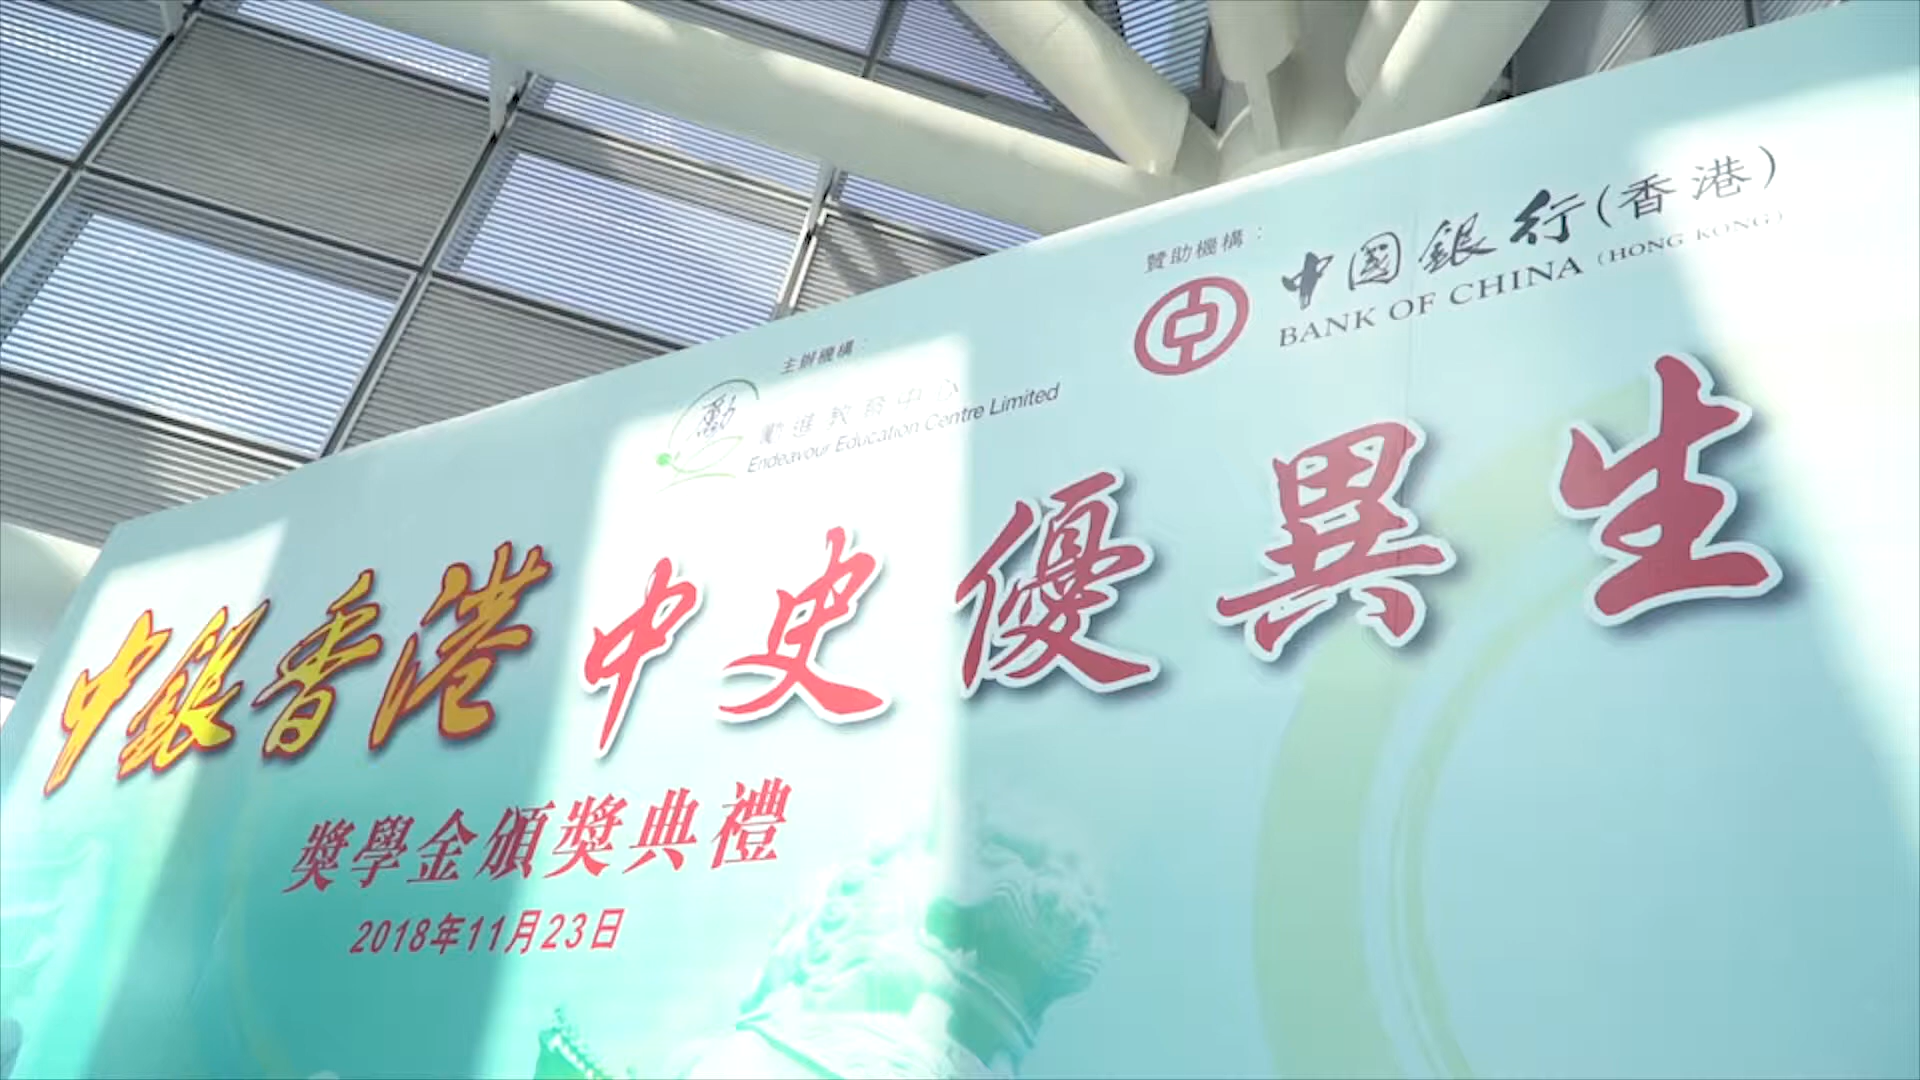 主辦機構：
勵進教育中心
Endeavour Education Centre Limited
贊助機構：
中國銀行(香港)
BANK OF CHINA (HONG KONG)
中銀香港中史優異生
獎學金頒獎典禮
2018年11月23日